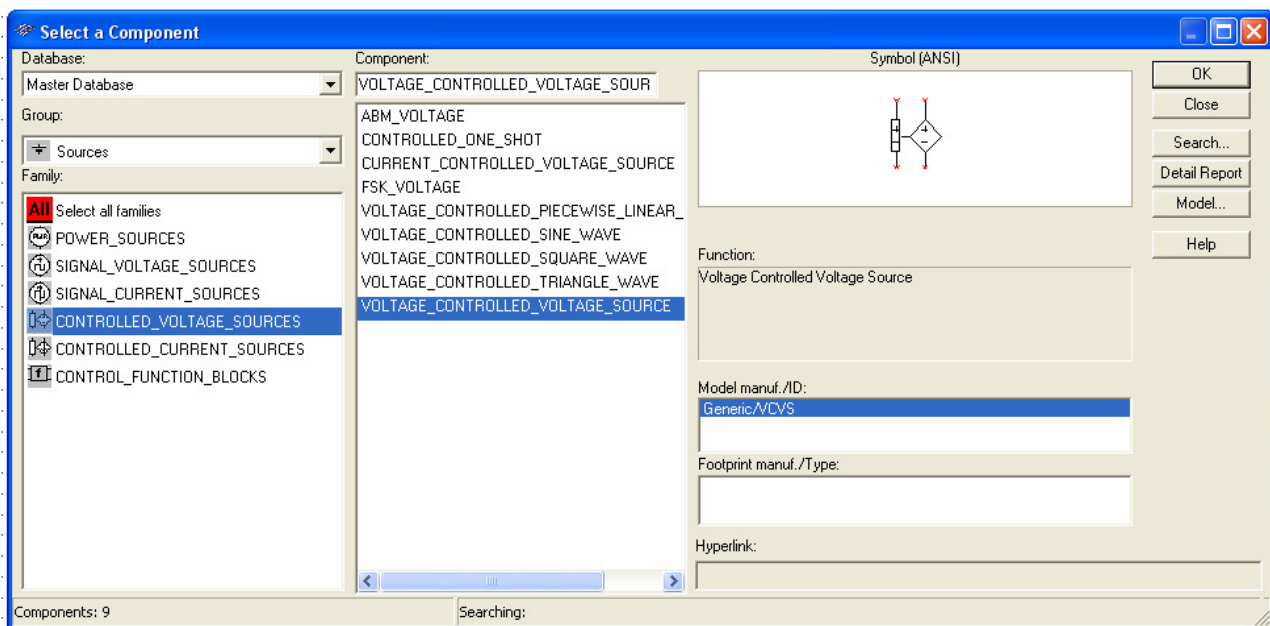 Select a Component
Database:
Master Database
Group:
Sources
Family:
All Select all families
POWER_SOURCES
SIGNAL_VOLTAGE_SOURCES
SIGNAL_CURRENT_SOURCES
CONTROLLED_VOLTAGE_SOURCES
CONTROLLED_CURRENT_SOURCES
CONTROL_FUNCTION_BLOCKS
Component:
VOLTAGE_CONTROLLED_VOLTAGE_SOUR
ABM_VOLTAGE
CONTROLLED_ONE_SHOT
CURRENT_CONTROLLED_VOLTAGE_SOURCE
FSK_VOLTAGE
VOLTAGE_CONTROLLED_PIECEWISE_LINEAR_
VOLTAGE_CONTROLLED_SINE_WAVE
VOLTAGE_CONTROLLED_SQUARE_WAVE
VOLTAGE_CONTROLLED_TRIANGLE_WAVE
VOLTAGE_CONTROLLED_VOLTAGE_SOURCE
Symbol (ANSI)
Function:
Voltage Controlled Voltage Source
Model manuf./ID:
Generic/VCVS
Footprint manuf./Type:
Hyperlink:
OK
Close
Search...
Detail Report
Model...
Help
Components: 9
Searching: